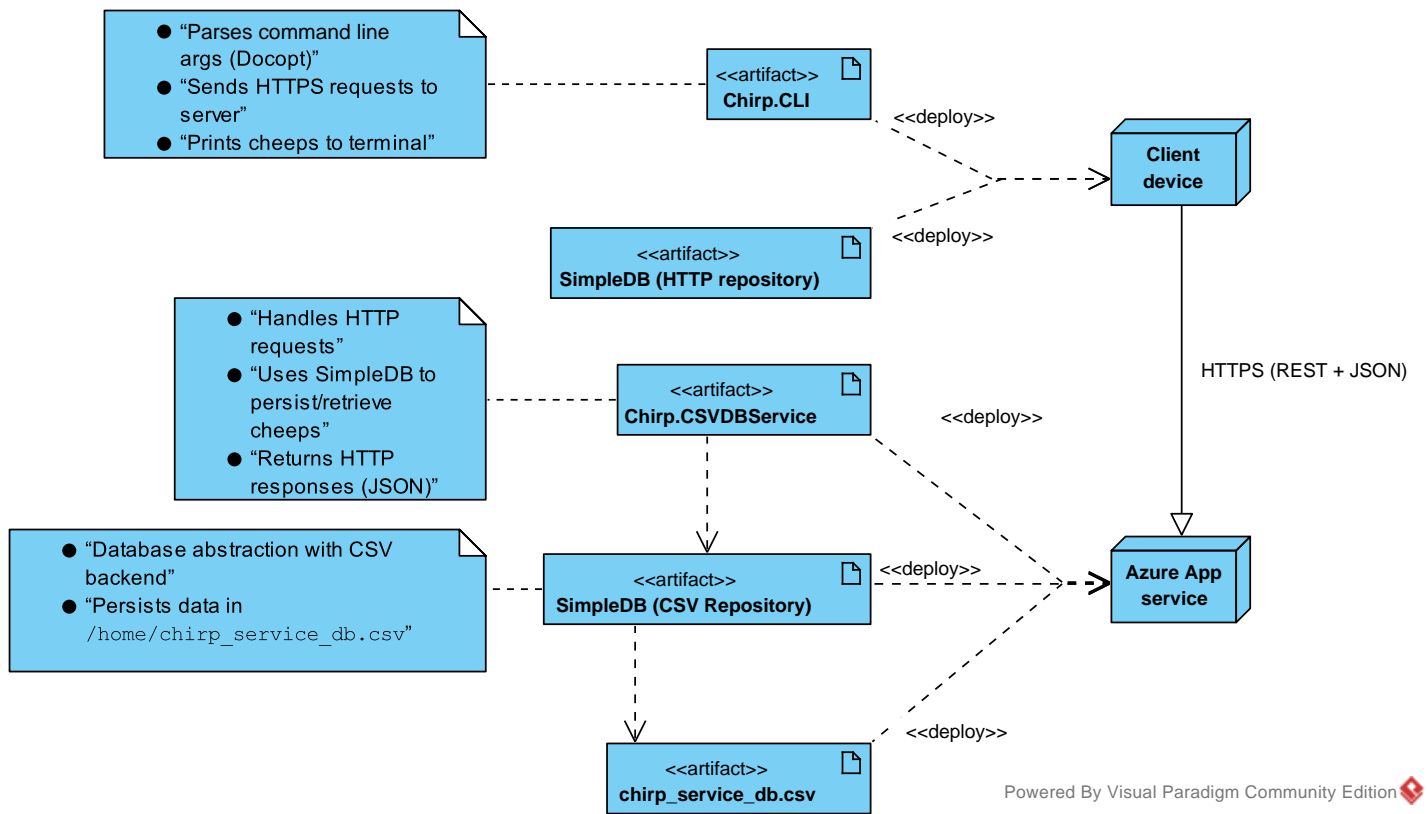 ● “Parses command line
args (Docopt)”
● “Sends HTTPS requests to
server”
● “Prints cheeps to terminal”
<<artifact>>
Chirp.CLI
<<deploy>>
Client
device
<<deploy>>
<<artifact>>
SimpleDB (HTTP repository)
● “Handles HTTP
requests”
● “Uses SimpleDB to
persist/retrieve
cheeps”
● “Returns HTTP
responses (JSON)”
<<artifact>>
Chirp.CSVDBService
<<deploy>>
HTTPS (REST + JSON)
● “Database abstraction with CSV
backend”
● “Persists data in
/home/chirp_service_db.csv”
<<artifact>>
SimpleDB (CSV Repository)
<<deploy>>
Azure App
service
<<deploy>>
<<artifact>>
chirp_service_db.csv
Powered By Visual Paradigm Community Edition